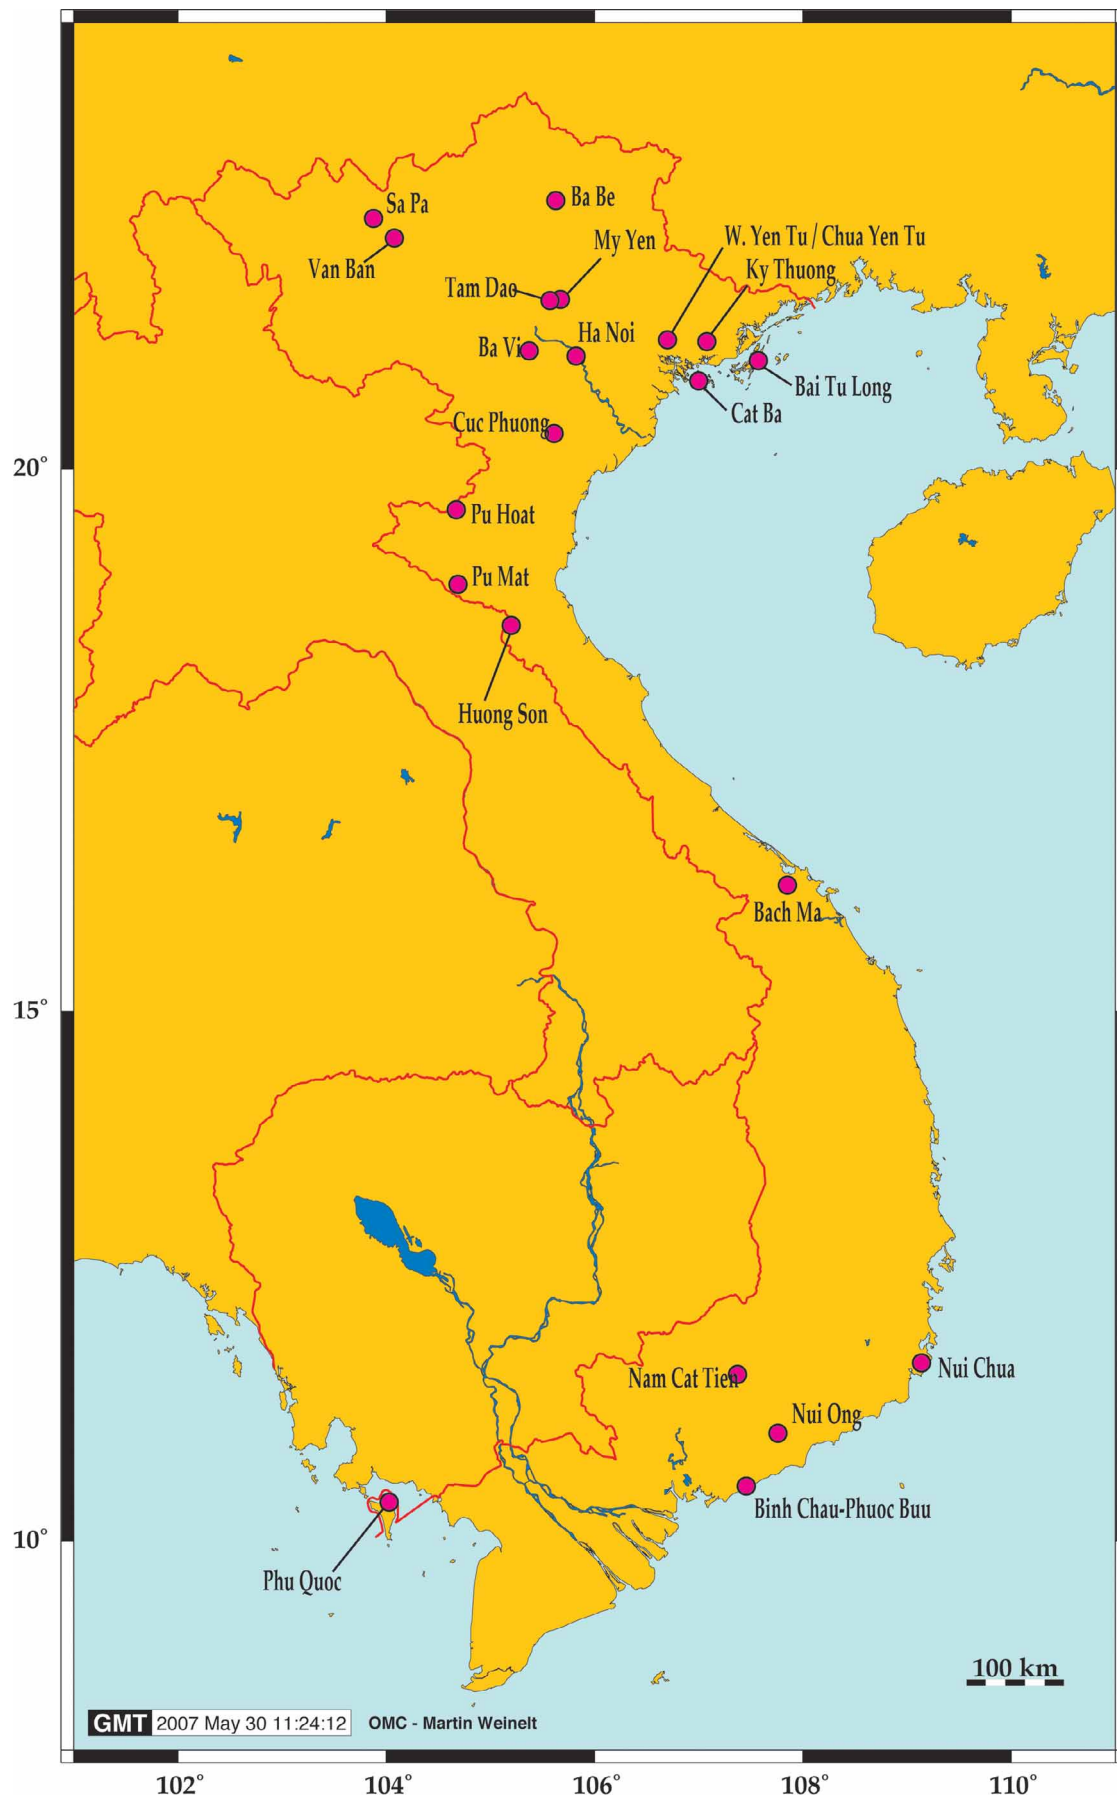 Sa Pa
Ba Be
Van Ban
My Yen
W. Yen Tu / Chua Yen Tu
Ky Thuong
Tam Dao
Ha Noi
Ba Vi
Bai Tu Long
Cat Ba
Cuc Phuong
20°
Pu Hoat
Pu Mat
Huong Son
Bach Ma
15°
Nam Cat Tien
Nui Chua
Nui Ong
Binh Chau-Phuoc Buu
10°
Phu Quoc
100 km
GMT 2007 May 30 11:24:12 OMC - Martin Weinelt
102° 104° 106° 108° 110°